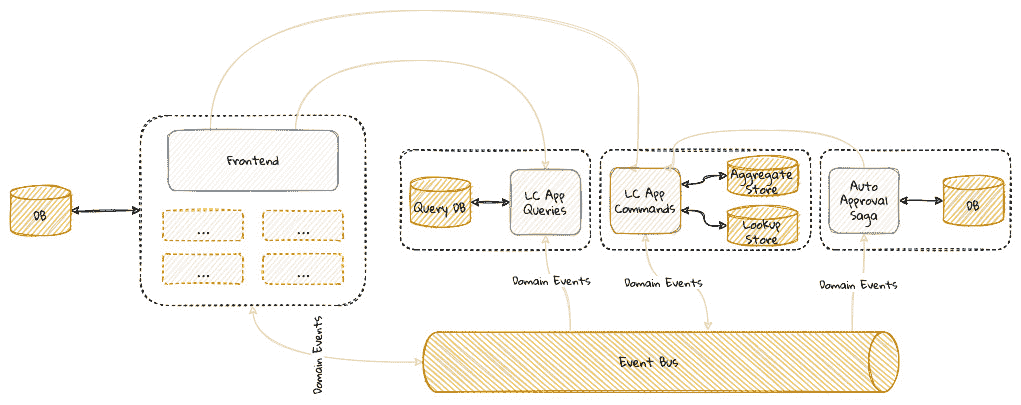 Frontend
DB
...
...
...
...
Query DB
LC App
Queries
LC App
Commands
Aggregate
Store
Lookup
Store
Auto
Approval
Saga
DB
Domain Events
Domain Events
Domain Events
Domain Events
Event Bus